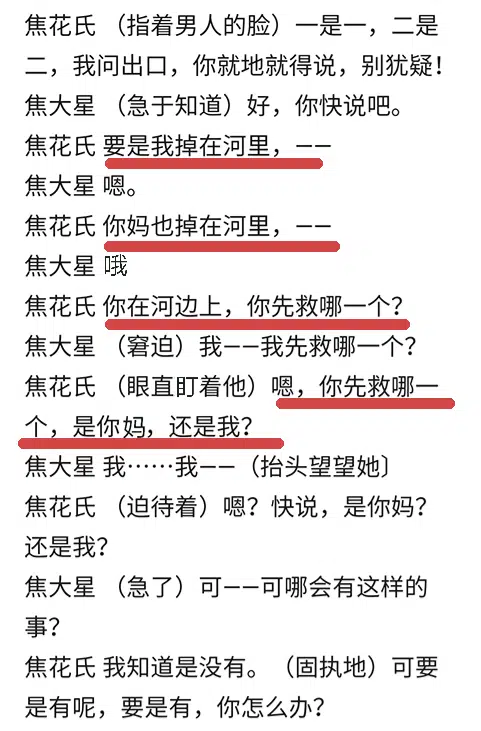 焦花氏 （指着男人的脸）一是一，二是
二，我问出口，你就地就得说，别犹疑！
焦大星 （急于知道）好，你快说吧。
焦花氏 要是我掉在河里，——
焦大星 嗯。
焦花氏 你妈也掉在河里，——
焦大星 哦
焦花氏 你在河边上，你先救哪一个？
焦大星 （窘迫）我——我先救哪一个？
焦花氏 （眼直盯着他）嗯，你先救哪一
个，是你妈，还是我？
焦大星 我……我——（抬头望望她〕
焦花氏 （迫待着）嗯？快说，是你妈？
还是我？
焦大星 （急了）可——可哪会有这样的
事？
焦花氏 我知道是没有。（固执地）可要
是有呢，要是有，你怎么办？